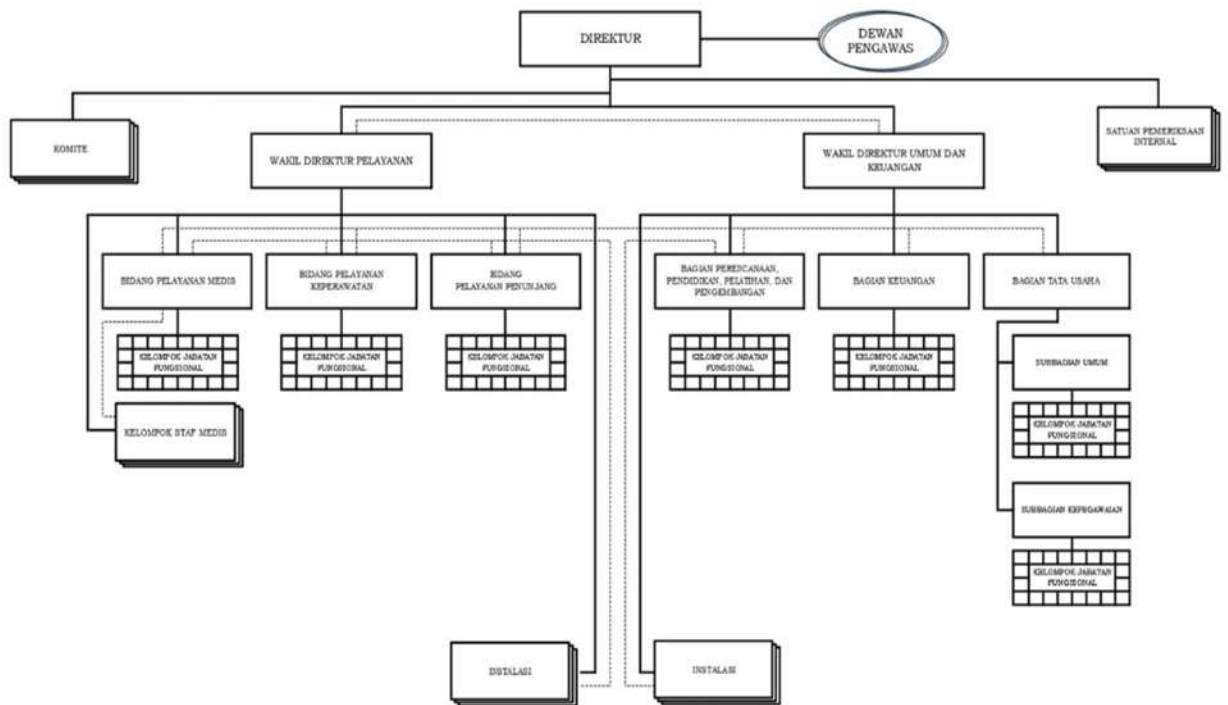 DIREKTUR
DEWAN
PENGAWAS
KOMITE
SATUAN PEMERIKSAAN
INTERNAL
WAKIL DIREKTUR PELAYANAN
WAKIL DIREKTUR UMUM DAN
KEUANGAN
BIDANG PELAYANAN MEDIS
BIDANG PELAYANAN
KEPERAWATAN
BIDANG
PELAYANAN PENUNJANG
BAGIAN PERENCANAAN,
PENDIDIKAN, PELATIHAN, DAN
PENGEMBANGAN
BAGIAN KEUANGAN
BAGIAN TATA USAHA
KELOMPOK JABATAN
FUNGSIONAL
KELOMPOK JABATAN
FUNGSIONAL
KELOMPOK JABATAN
FUNGSIONAL
KELOMPOK JABATAN
FUNGSIONAL
KELOMPOK JABATAN
FUNGSIONAL
SUBBAGIAN UMUM
KELOMPOK JABATAN
FUNGSIONAL
KELOMPOK STAF MEDIS
SUBBAGIAN KEPEGAWAIAN
KELOMPOK JABATAN
FUNGSIONAL
INSTALASI
INSTALASI